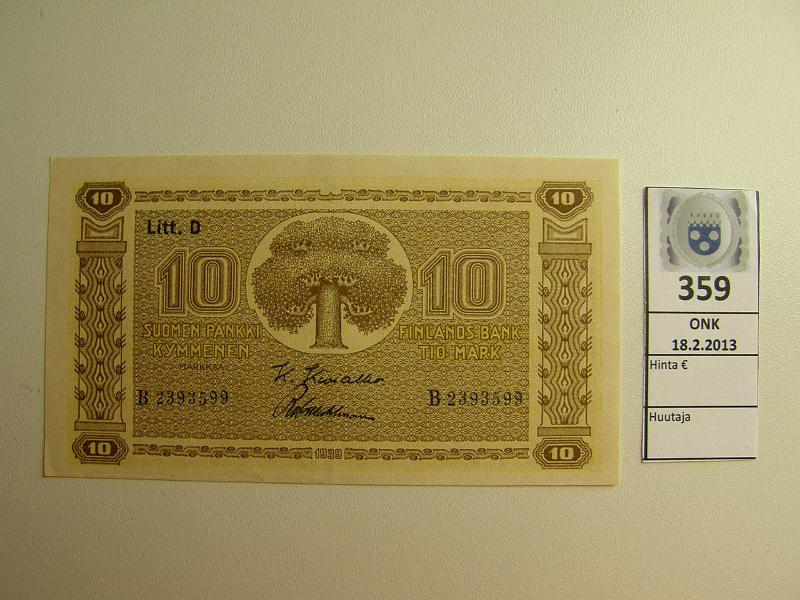 10 10
Litt. D
10 10
SUOMEN PANKKI FINLANDS BANK
KYMMENEN TIO MARK
MARKKAA
B 2393599 B 2393599
10 1939 10
359
ONK
18.2.2013
Hinta €
Huutaja